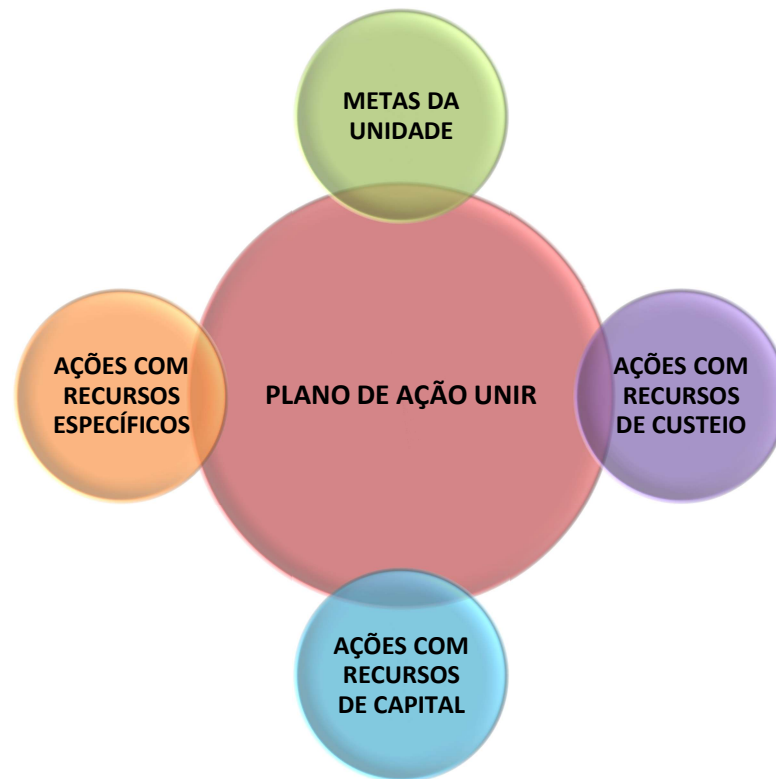 METAS DA
UNIDADE
AÇÕES COM
RECURSOS
ESPECÍFICOS
PLANO DE AÇÃO UNIR
AÇÕES COM
RECURSOS
DE CUSTEIO
AÇÕES COM
RECURSOS
DE CAPITAL